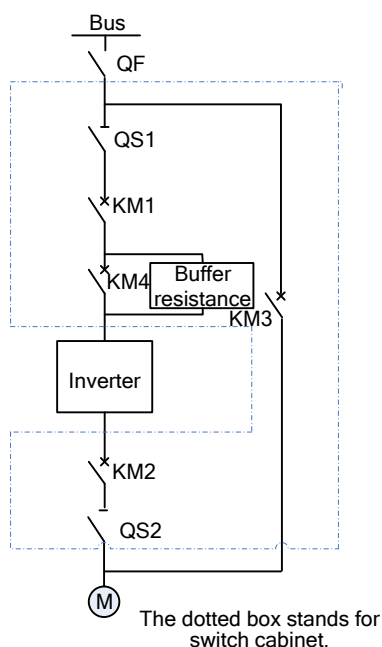 Bus
QF
QS1
KM1
KM4
Buffer
resistance
KM3
Inverter
KM2
QS2
M
The dotted box stands for
switch cabinet.